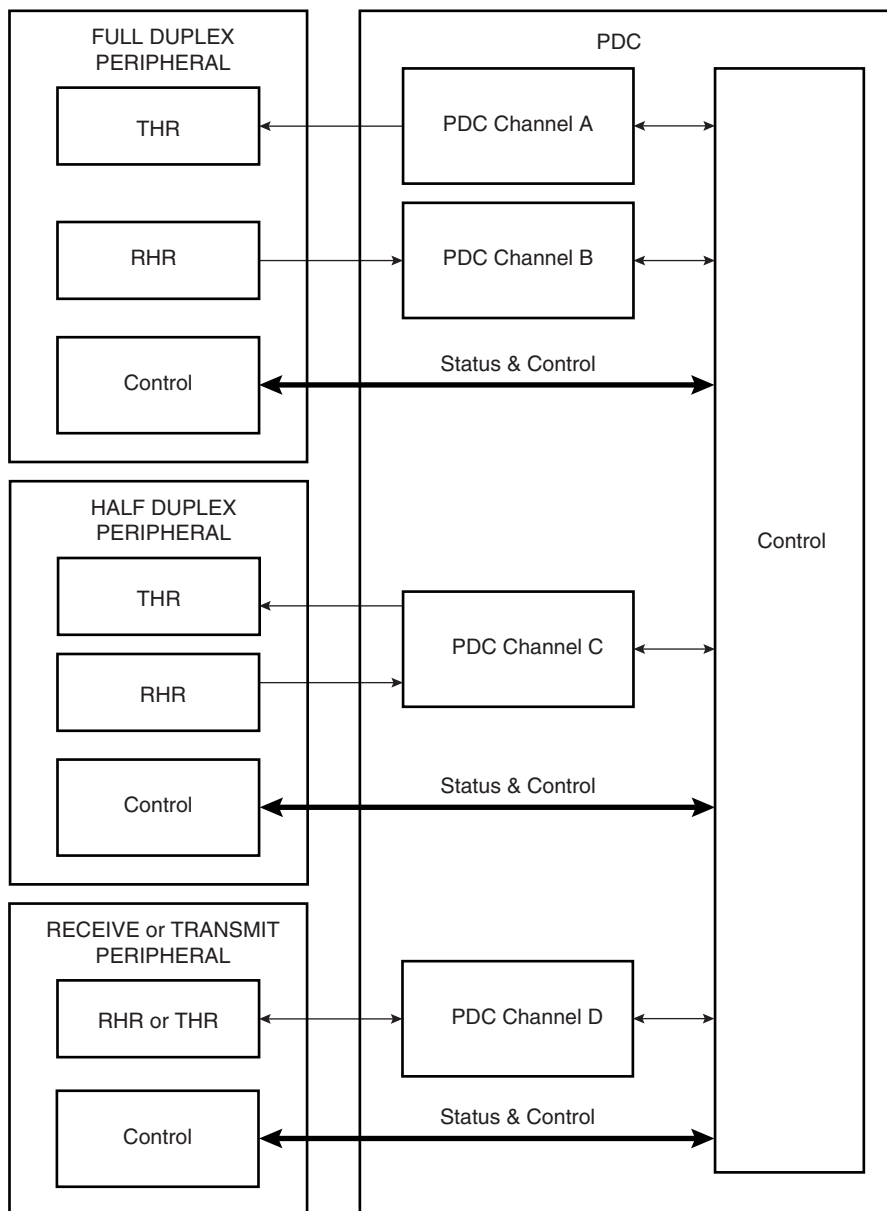 FULL DUPLEX
PERIPHERAL
THR
RHR
Control
PDC
PDC Channel A
PDC Channel B
Status & Control
Control
HALF DUPLEX
PERIPHERAL
THR
RHR
Control
PDC Channel C
Status & Control
RECEIVE or TRANSMIT
PERIPHERAL
RHR or THR
Control
PDC Channel D
Status & Control